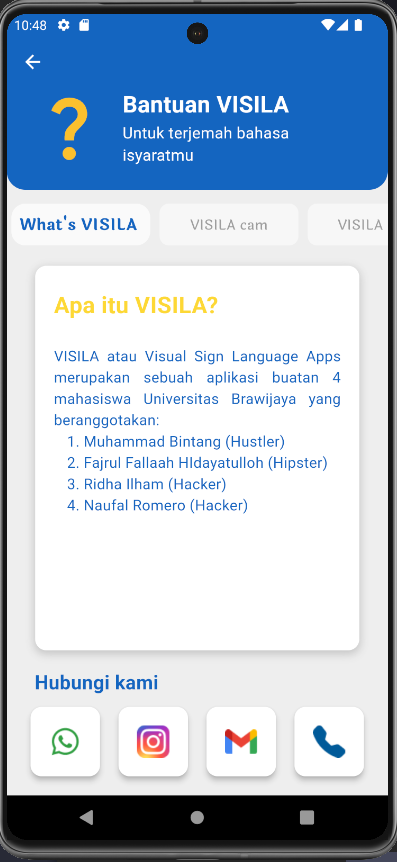 10:48
?
Bantuan VISILA
Untuk terjemah bahasa
isyaratmu
What's VISILA
VISILA cam
VISILA
Apa itu VISILA?
VISILA atau Visual Sign Language Apps
merupakan sebuah aplikasi buatan 4
mahasiswa Universitas Brawijaya yang
beranggotakan:
1. Muhammad Bintang (Hustler)
2. Fajrul Fallaah HIdayatulloh (Hipster)
3. Ridha Ilham (Hacker)
4. Naufal Romero (Hacker)
Hubungi kami